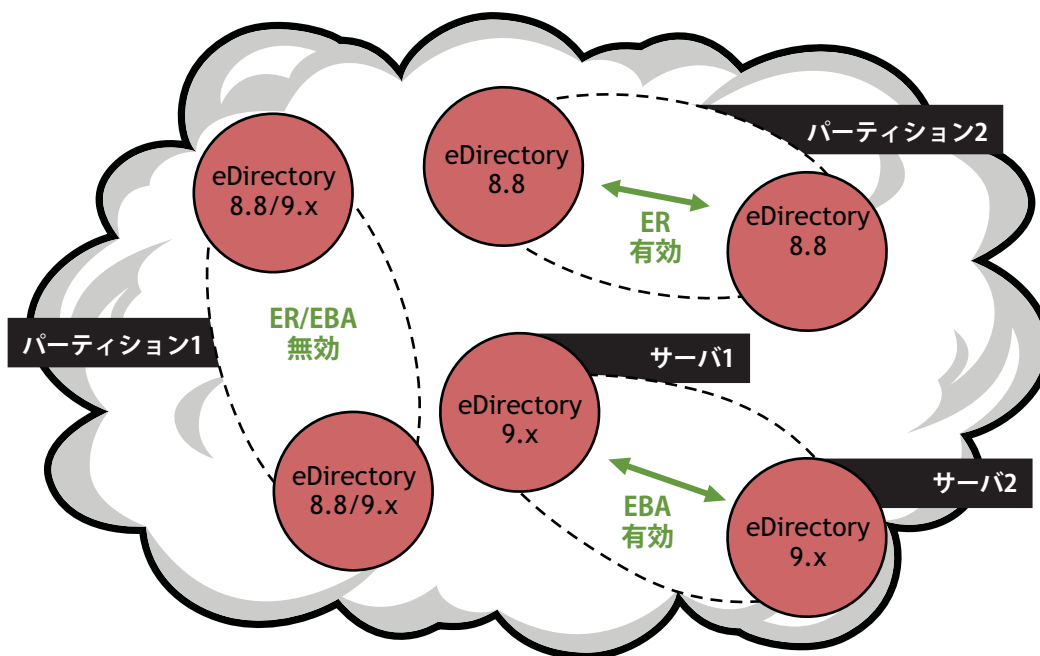 eDirectory
8.8/9.x
パーティション1
ER/EBA
無効
eDirectory
8.8/9.x
eDirectory
8.8
パーティション2
ER
有効
eDirectory
8.8
サーバ1
eDirectory
9.x
EBA
有効
サーバ2
eDirectory
9.x